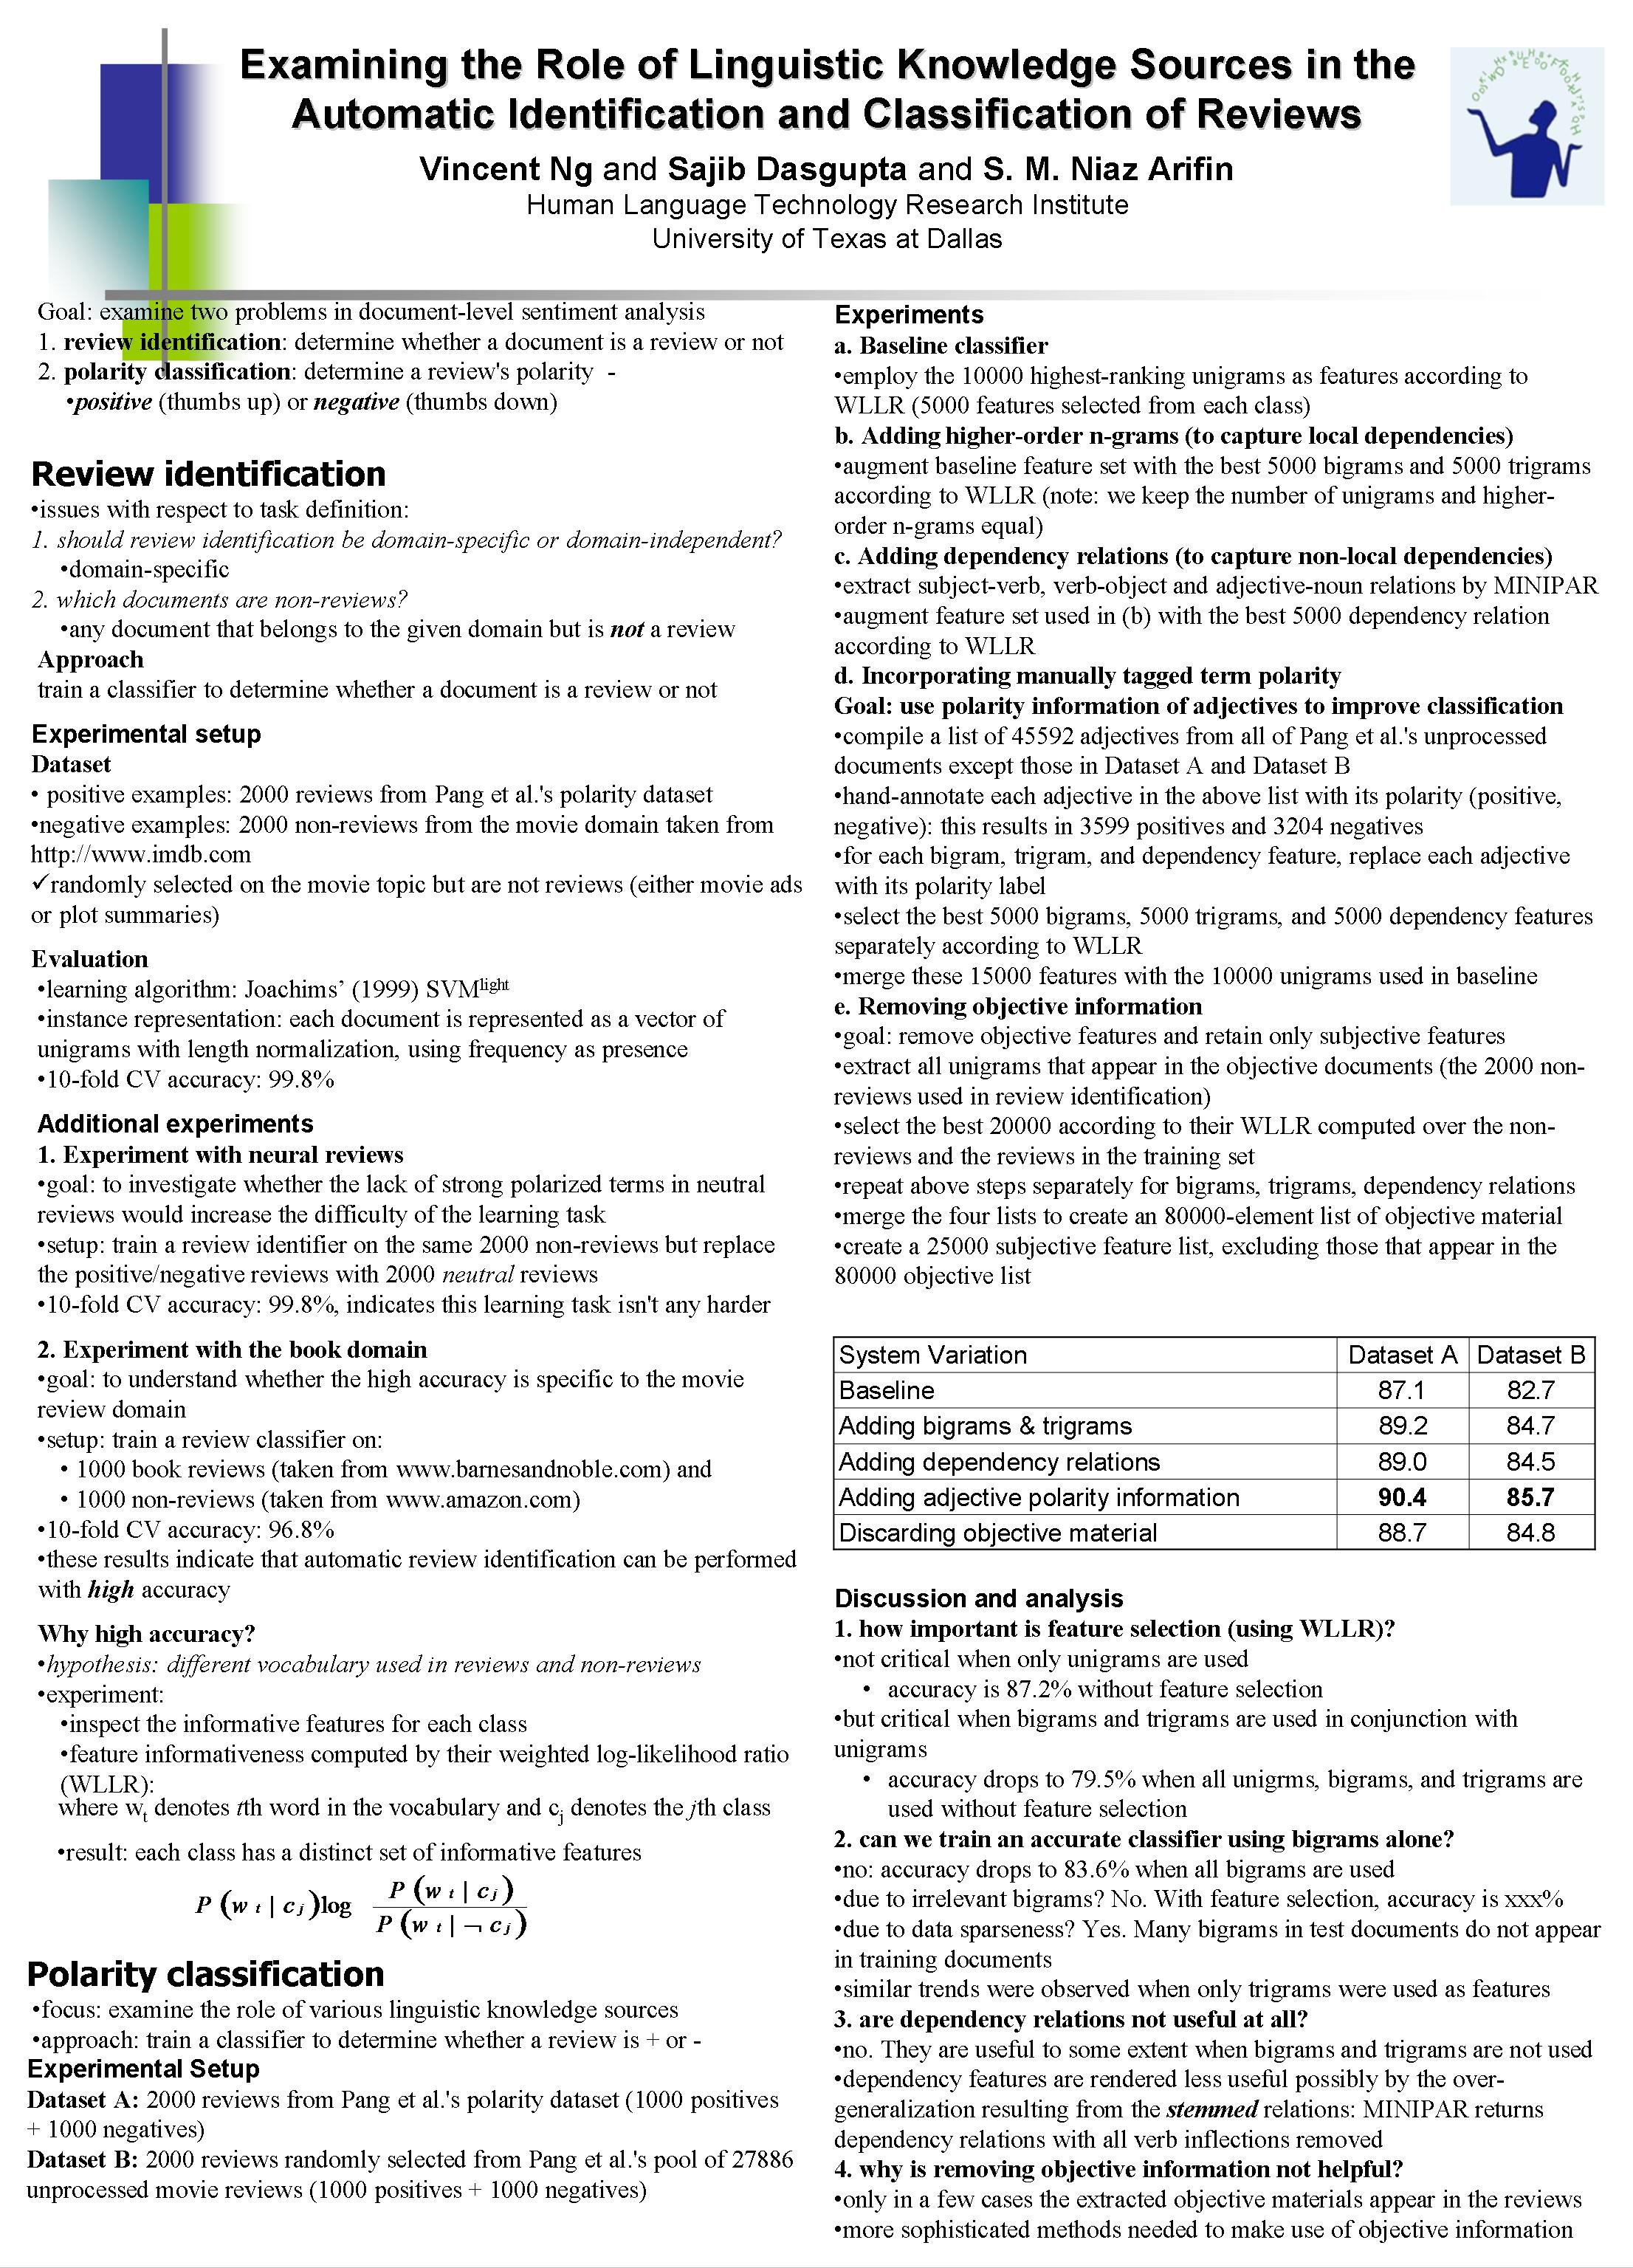 Examining the Role of Linguistic Knowledge Sources in the
Automatic Identification and Classification of Reviews
Vincent Ng and Sajib Dasgupta and S. M. Niaz Arifin
Human Language Technology Research Institute
University of Texas at Dallas
Goal: examine two problems in document-level sentiment analysis
1. review identification: determine whether a document is a review or not
2. polarity classification: determine a review's polarity -
•positive (thumbs up) or negative (thumbs down)
Review identification
•issues with respect to task definition:
1. should review identification be domain-specific or domain-independent?
•domain-specific
2. which documents are non-reviews?
•any document that belongs to the given domain but is not a review
Approach
train a classifier to determine whether a document is a review or not
Experimental setup
Dataset
• positive examples: 2000 reviews from Pang et al.'s polarity dataset
•negative examples: 2000 non-reviews from the movie domain taken from
http://www.imdb.com
✓randomly selected on the movie topic but are not reviews (either movie ads
or plot summaries)
Evaluation
•learning algorithm: Joachims’ (1999) SVMlight
•instance representation: each document is represented as a vector of
unigrams with length normalization, using frequency as presence
•10-fold CV accuracy: 99.8%
Additional experiments
1. Experiment with neural reviews
•goal: to investigate whether the lack of strong polarized terms in neutral
reviews would increase the difficulty of the learning task
•setup: train a review identifier on the same 2000 non-reviews but replace
the positive/negative reviews with 2000 neutral reviews
•10-fold CV accuracy: 99.8%, indicates this learning task isn't any harder
2. Experiment with the book domain
•goal: to understand whether the high accuracy is specific to the movie
review domain
•setup: train a review classifier on:
• 1000 book reviews (taken from www.barnesandnoble.com) and
• 1000 non-reviews (taken from www.amazon.com)
•10-fold CV accuracy: 96.8%
•these results indicate that automatic review identification can be performed
with high accuracy
Why high accuracy?
•hypothesis: different vocabulary used in reviews and non-reviews
•experiment:
•inspect the informative features for each class
•feature informativeness computed by their weighted log-likelihood ratio
(WLLR):
where wt denotes tth word in the vocabulary and cj denotes the jth class
•result: each class has a distinct set of informative features
P (w t | c j) log P (w t | c j) / P (w t | ¬ c j)
Polarity classification
•focus: examine the role of various linguistic knowledge sources
•approach: train a classifier to determine whether a review is + or -
Experimental Setup
Dataset A: 2000 reviews from Pang et al.'s polarity dataset (1000 positives
+ 1000 negatives)
Dataset B: 2000 reviews randomly selected from Pang et al.'s pool of 27886
unprocessed movie reviews (1000 positives + 1000 negatives)
Experiments
a. Baseline classifier
•employ the 10000 highest-ranking unigrams as features according to
WLLR (5000 features selected from each class)
b. Adding higher-order n-grams (to capture local dependencies)
•augment baseline feature set with the best 5000 bigrams and 5000 trigrams
according to WLLR (note: we keep the number of unigrams and higher-
order n-grams equal)
c. Adding dependency relations (to capture non-local dependencies)
•extract subject-verb, verb-object and adjective-noun relations by MINIPAR
•augment feature set used in (b) with the best 5000 dependency relation
according to WLLR
d. Incorporating manually tagged term polarity
Goal: use polarity information of adjectives to improve classification
•compile a list of 45592 adjectives from all of Pang et al.'s unprocessed
documents except those in Dataset A and Dataset B
•hand-annotate each adjective in the above list with its polarity (positive,
negative): this results in 3599 positives and 3204 negatives
•for each bigram, trigram, and dependency feature, replace each adjective
with its polarity label
•select the best 5000 bigrams, 5000 trigrams, and 5000 dependency features
separately according to WLLR
•merge these 15000 features with the 10000 unigrams used in baseline
e. Removing objective information
•goal: remove objective features and retain only subjective features
•extract all unigrams that appear in the objective documents (the 2000 non-
reviews used in review identification)
•select the best 20000 according to their WLLR computed over the non-
reviews and the reviews in the training set
•repeat above steps separately for bigrams, trigrams, dependency relations
•merge the four lists to create an 80000-element list of objective material
•create a 25000 subjective feature list, excluding those that appear in the
80000 objective list
System Variation Dataset A Dataset B
Baseline 87.1 82.7
Adding bigrams & trigrams 89.2 84.7
Adding dependency relations 89.0 84.5
Adding adjective polarity information 90.4 85.7
Discarding objective material 88.7 84.8
Discussion and analysis
1. how important is feature selection (using WLLR)?
•not critical when only unigrams are used
• accuracy is 87.2% without feature selection
•but critical when bigrams and trigrams are used in conjunction with
unigrams
• accuracy drops to 79.5% when all unigrms, bigrams, and trigrams are
used without feature selection
2. can we train an accurate classifier using bigrams alone?
•no: accuracy drops to 83.6% when all bigrams are used
•due to irrelevant bigrams? No. With feature selection, accuracy is xxx%
•due to data sparseness? Yes. Many bigrams in test documents do not appear
in training documents
•similar trends were observed when only trigrams were used as features
3. are dependency relations not useful at all?
•no. They are useful to some extent when bigrams and trigrams are not used
•dependency features are rendered less useful possibly by the over-
generalization resulting from the stemmed relations: MINIPAR returns
dependency relations with all verb inflections removed
4. why is removing objective information not helpful?
•only in a few cases the extracted objective materials appear in the reviews
•more sophisticated methods needed to make use of objective information